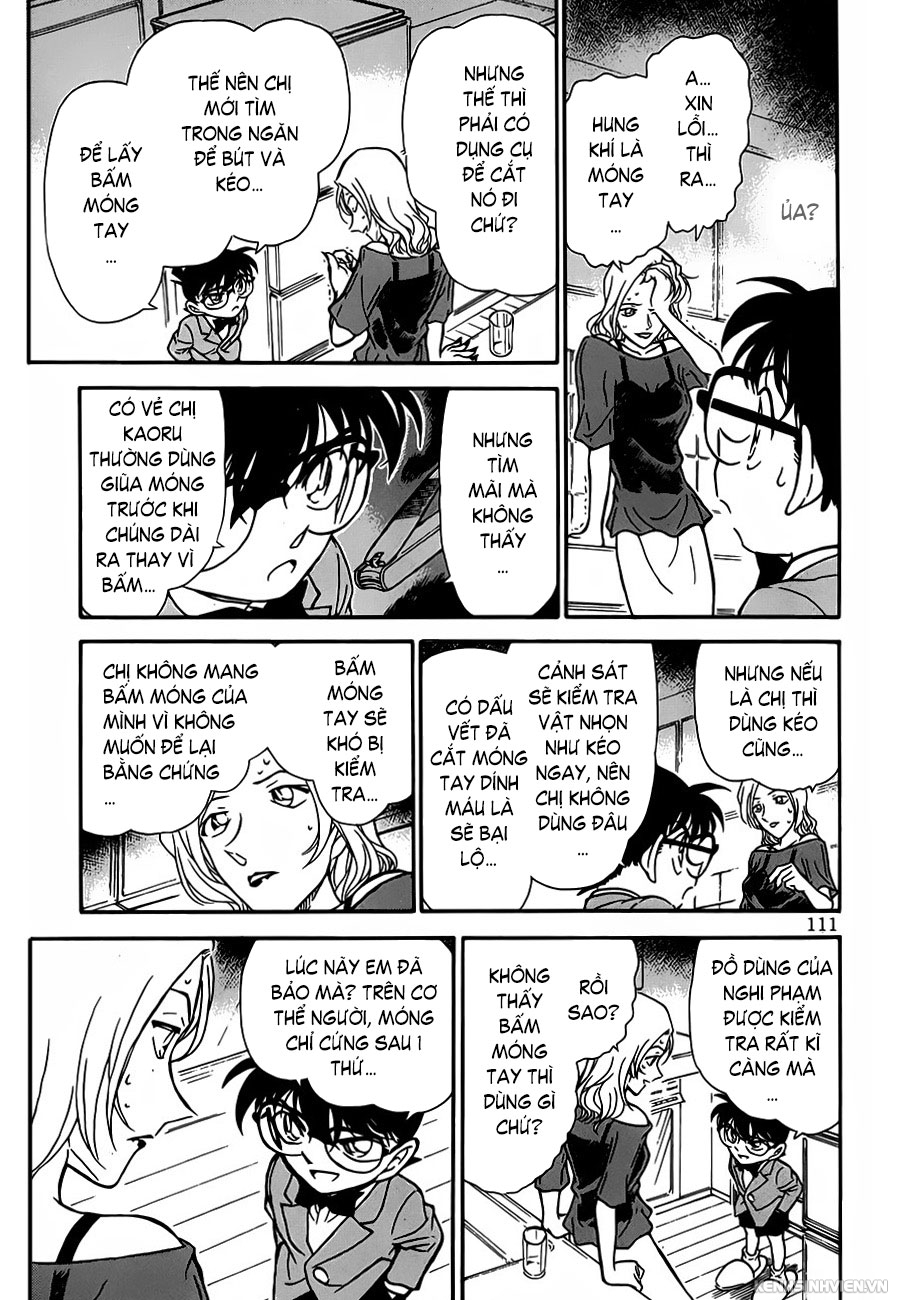 ỦA?
A...
XIN
LỖI...
THÌ
RA...
HUNG
KHÍ LÀ
MÓNG
TAY
...
NHƯNG
THẾ THÌ
PHẢI CÓ
DỤNG CỤ
ĐỂ CẮT
NÓ ĐI
CHỨ?
THẾ NÊN CHỊ
MỚI TÌM
TRONG NGĂN
ĐỂ BÚT VÀ
KÉO...
ĐỂ LẤY
BẤM
MÓNG
TAY
...
NHƯNG
TÌM
MÃI MÀ
KHÔNG
THẤY
...
CÓ VẺ CHỊ
KAORU
THƯỜNG DÙNG
GIŨA MÓNG
TRƯỚC KHI
CHÚNG DÀI
RA THAY VÌ
BẤM...
NHƯNG NẾU
LÀ CHỊ THÌ
DÙNG KÉO
CŨNG...
CẢNH SÁT
SẼ KIỂM TRA
VẬT NHỌN
NHƯ KÉO
NGAY, NÊN
CHỊ KHÔNG
DÙNG ĐÂU
...
CÓ DẤU
VẾT ĐÃ
CẮT MÓNG
TAY DÍNH
MÁU LÀ
SẼ BẠI
LỘ...
BẤM
MÓNG
TAY SẼ
KHÓ BỊ
KIỂM
TRA...
CHỊ KHÔNG MANG
BẤM MÓNG CỦA
MÌNH VÌ KHÔNG
MUỐN ĐỂ LẠI
BẰNG CHỨNG
...
111
ĐỒ DÙNG CỦA
NGHI PHẠM
ĐƯỢC KIỂM
TRA RẤT KĨ
CÀNG MÀ
...
RỒI
SAO?
KHÔNG
THẤY BẤM
MÓNG
TAY THÌ
DÙNG GÌ
CHỨ?
LÚC NÀY EM ĐÃ
BẢO MÀ? TRÊN CƠ
THỂ NGƯỜI, MÓNG
CHỈ CỨNG SAU 1
THỨ...
KENHSINHVIEN.VN